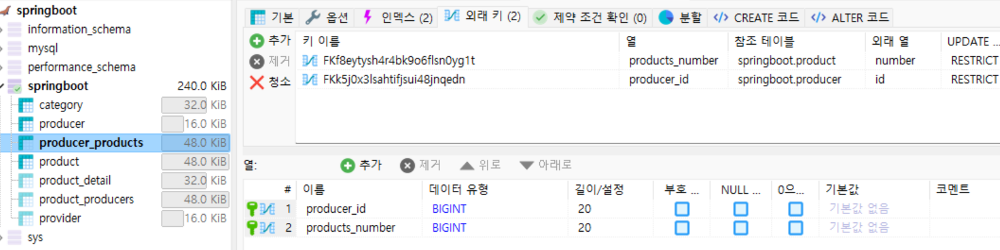 springboot
information_schema
mysql
performance_schema
springboot 240.0 KiB
category 32.0 KiB
producer 16.0 KiB
producer_products 48.0 KiB
product 48.0 KiB
product_detail 32.0 KiB
product_producers 48.0 KiB
provider 16.0 KiB
sys
기본 옵션 인덱스 (2) 외래 키 (2) 제약 조건 확인 (0) 분할 </> CREATE 코드 </> ALTER 코드
추가 제거 청소
키 이름 열 참조 테이블 외래 열 UPDATE ...
FKf8eytysh4r4bk9o6flsn0yg1t products_number springboot.product number RESTRICT
FKk5j0x3lsahtifjsui48jnqedn producer_id springboot.producer id RESTRICT
열: 추가 제거 위로 아래로
# 이름 데이터 유형 길이/설정 부호 ... NULL ... 0으... 기본값 코멘트
1 producer_id BIGINT 20 기본값 없음
2 products_number BIGINT 20 기본값 없음